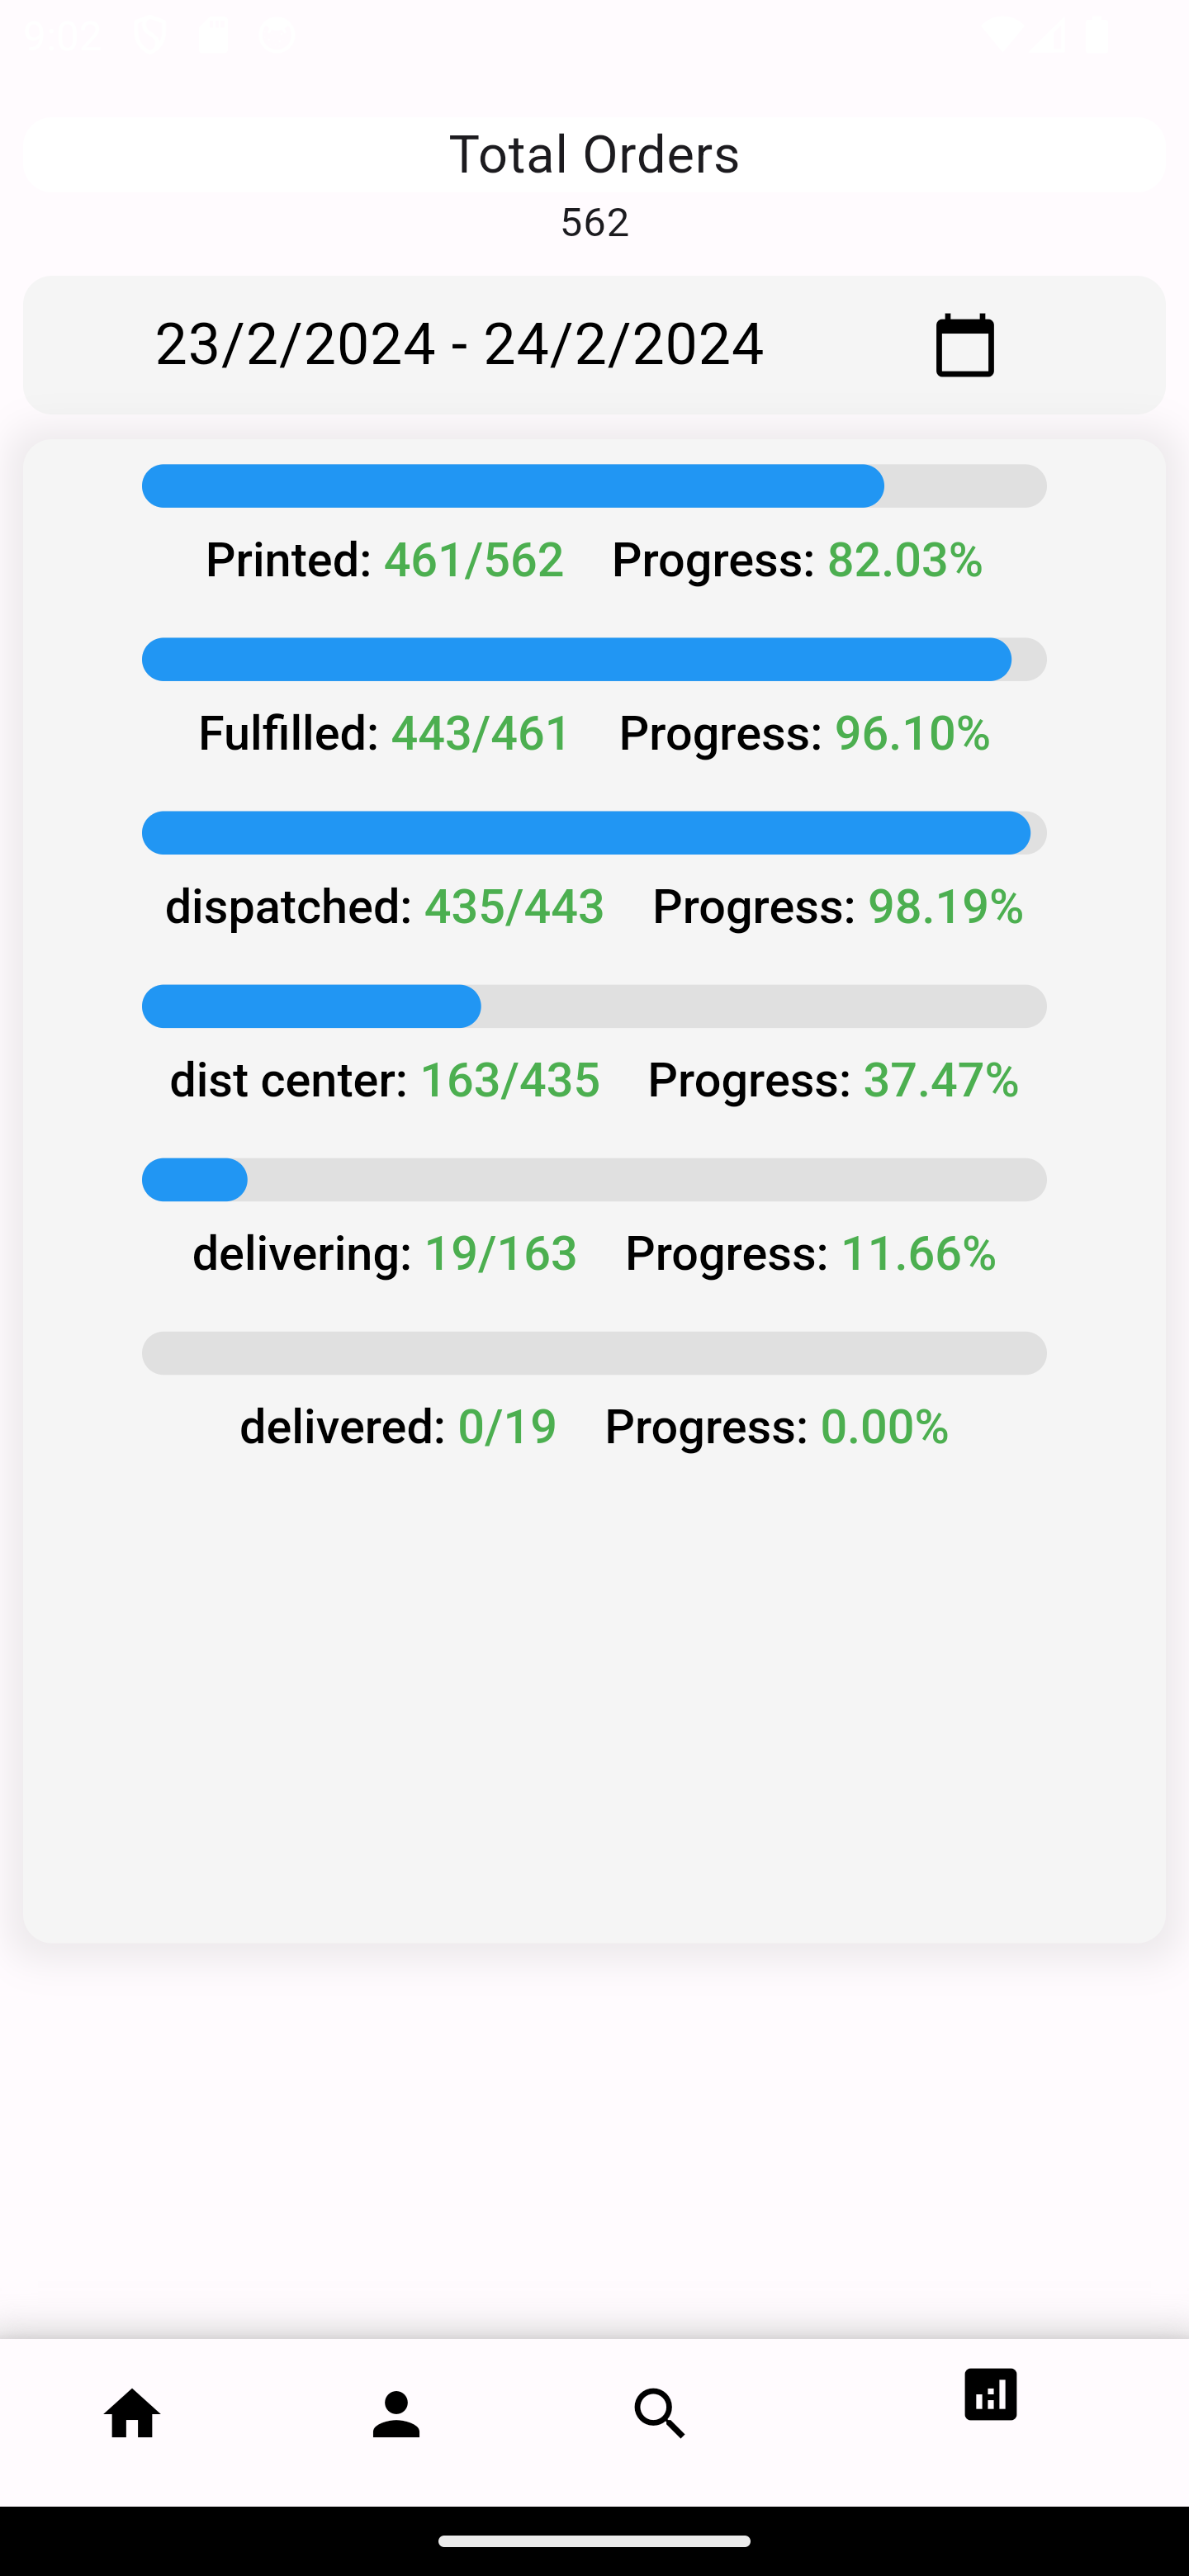 Total Orders
562
23/2/2024 - 24/2/2024
Printed: 461/562 Progress: 82.03%
Fulfilled: 443/461 Progress: 96.10%
dispatched: 435/443 Progress: 98.19%
dist center: 163/435 Progress: 37.47%
delivering: 19/163 Progress: 11.66%
delivered: 0/19 Progress: 0.00%